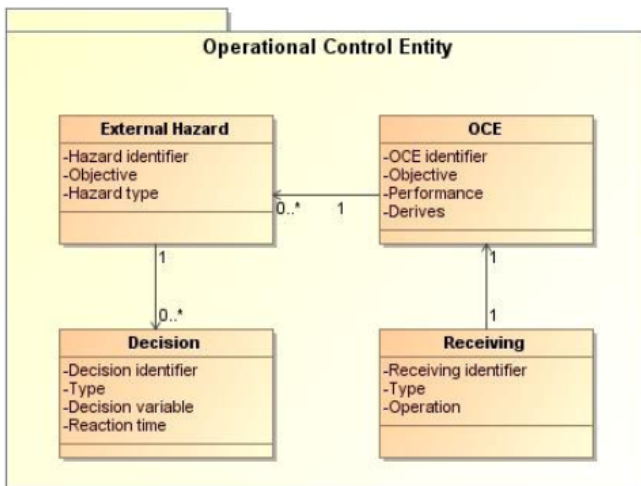 Operational Control Entity
External Hazard
-Hazard identifier
-Objective
-Hazard type
OCE
-OCE identifier
-Objective
-Performance
-Derives
0..*
1
1
0..*
1
1
Decision
-Decision identifier
-Type
-Decision variable
-Reaction time
Receiving
-Receiving identifier
-Type
-Operation